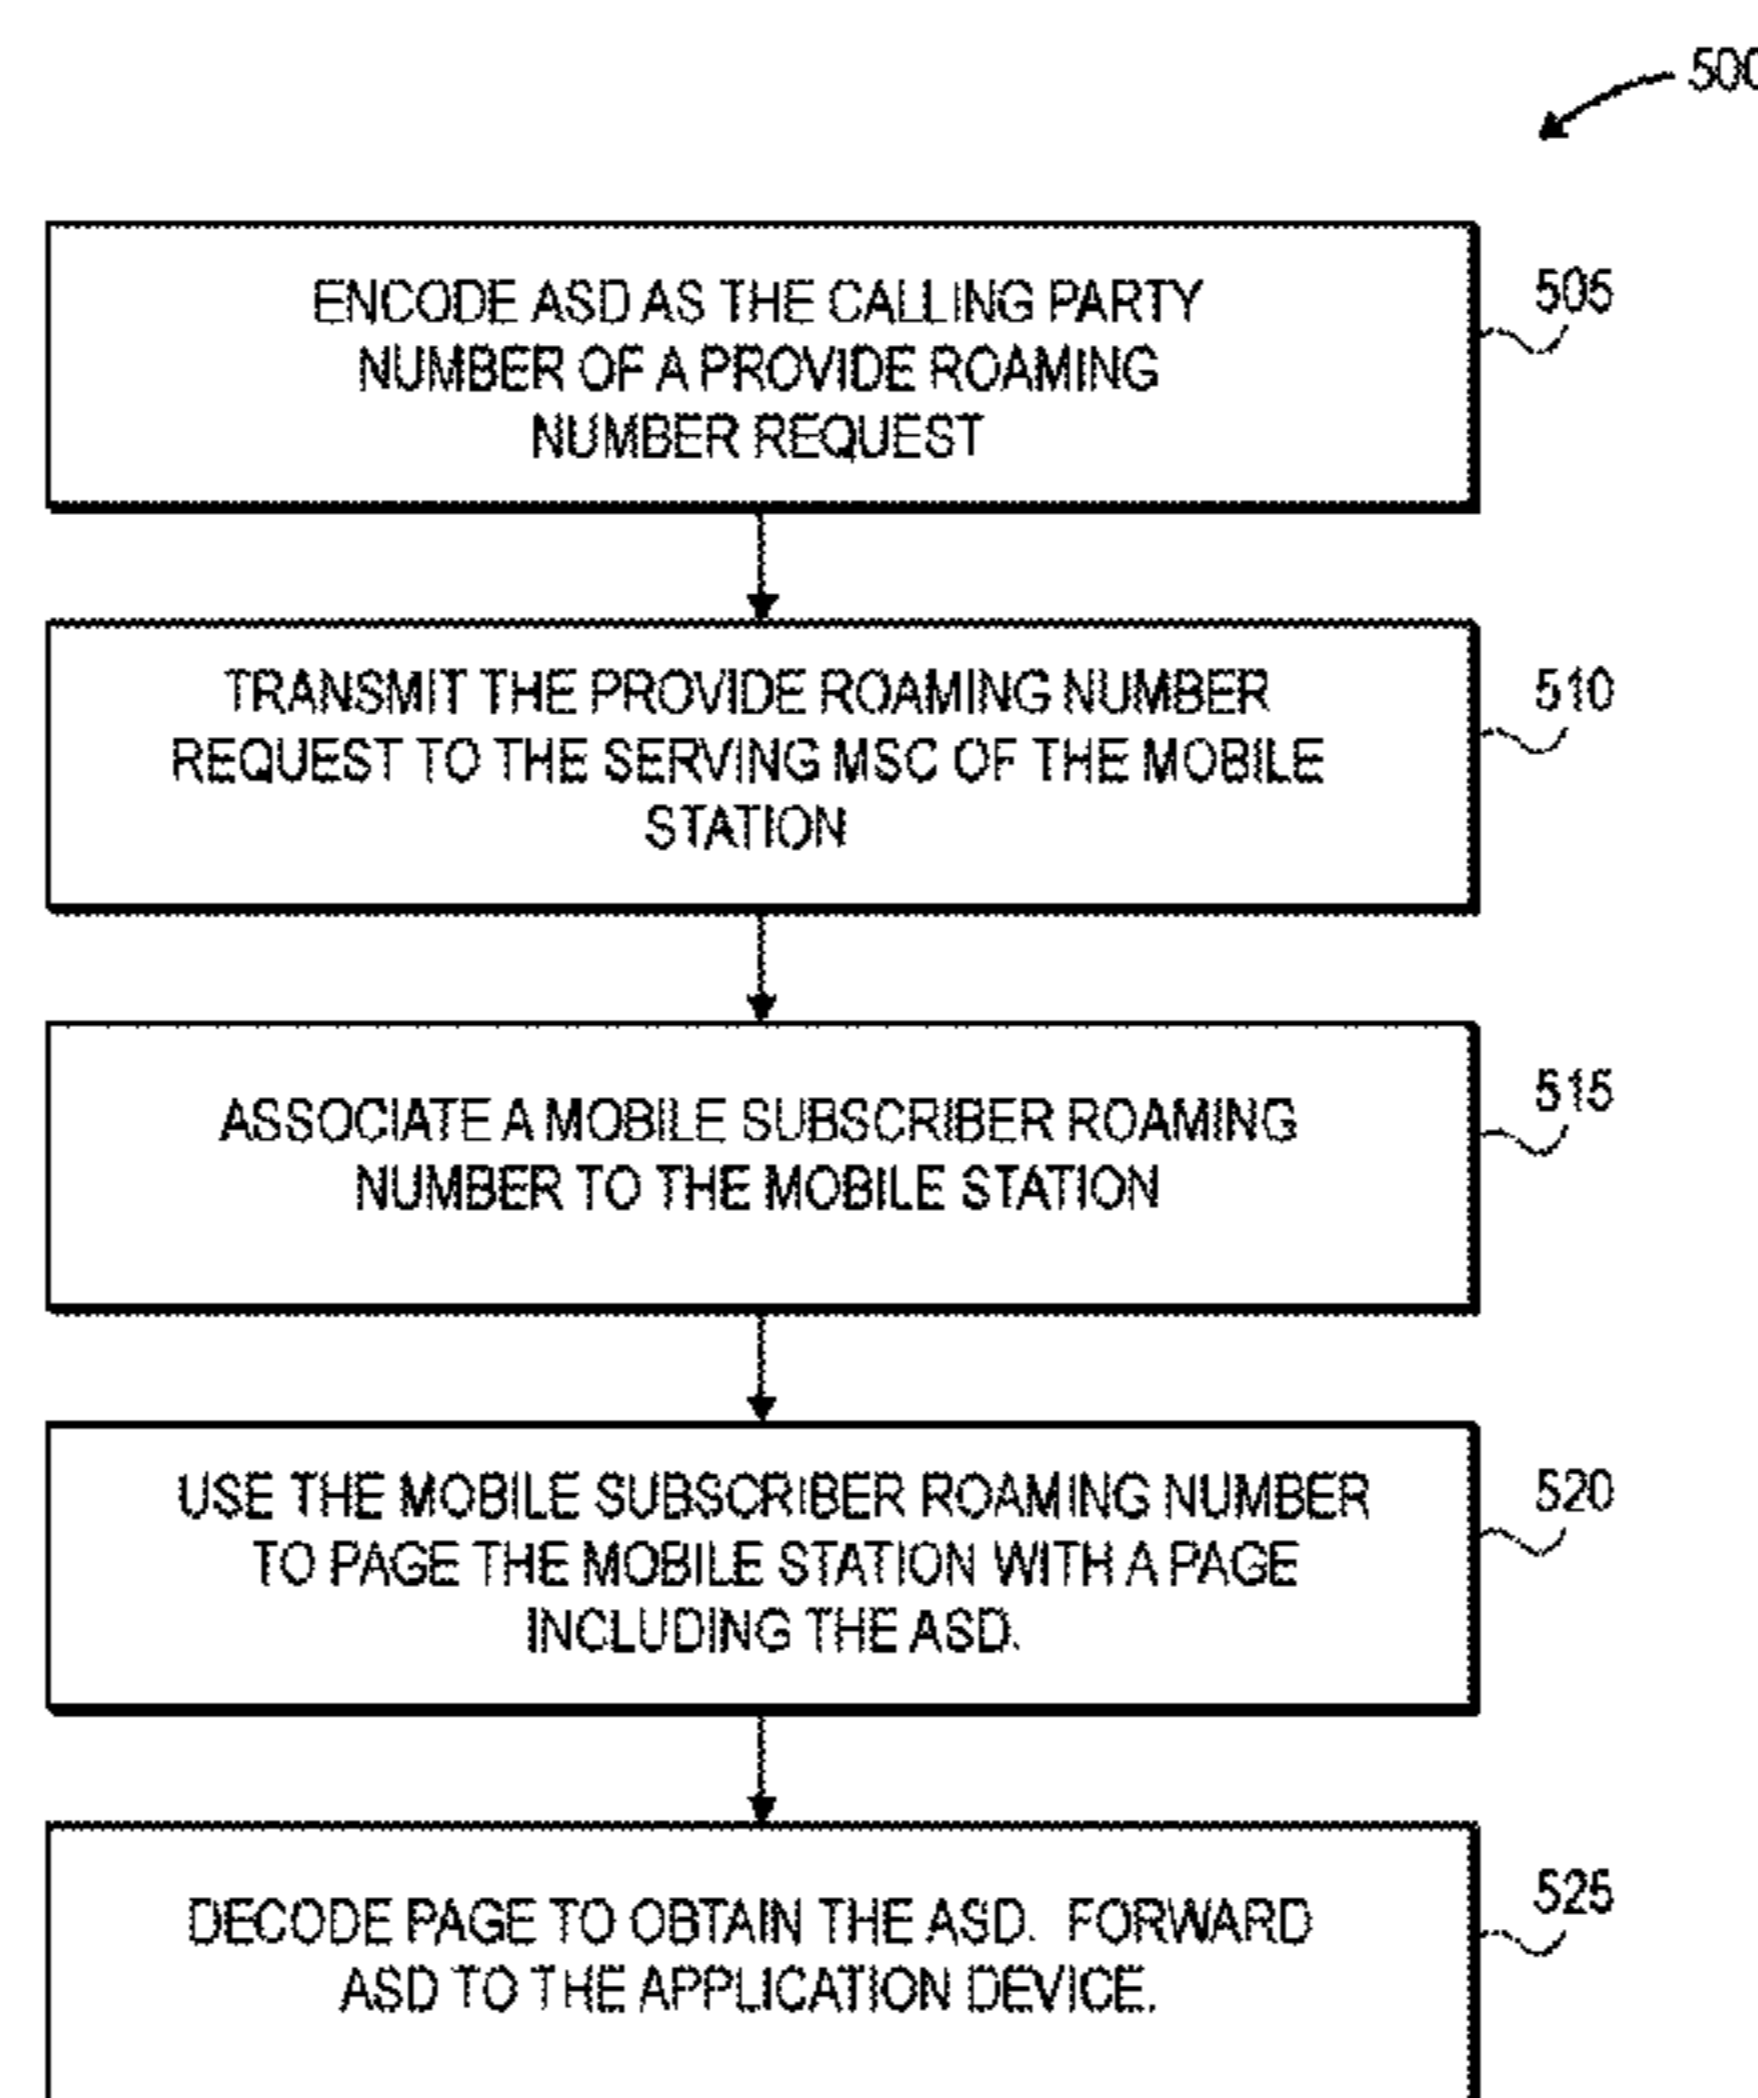 500
ENCODE ASD AS THE CALLING PARTY
NUMBER OF A PROVIDE ROAMING
NUMBER REQUEST
505
TRANSMIT THE PROVIDE ROAMING NUMBER
REQUEST TO THE SERVING MSC OF THE MOBILE
STATION
510
ASSOCIATE A MOBILE SUBSCRIBER ROAMING
NUMBER TO THE MOBILE STATION
515
USE THE MOBILE SUBSCRIBER ROAMING NUMBER
TO PAGE THE MOBILE STATION WITH A PAGE
INCLUDING THE ASD.
520
DECODE PAGE TO OBTAIN THE ASD. FORWARD
ASD TO THE APPLICATION DEVICE.
525